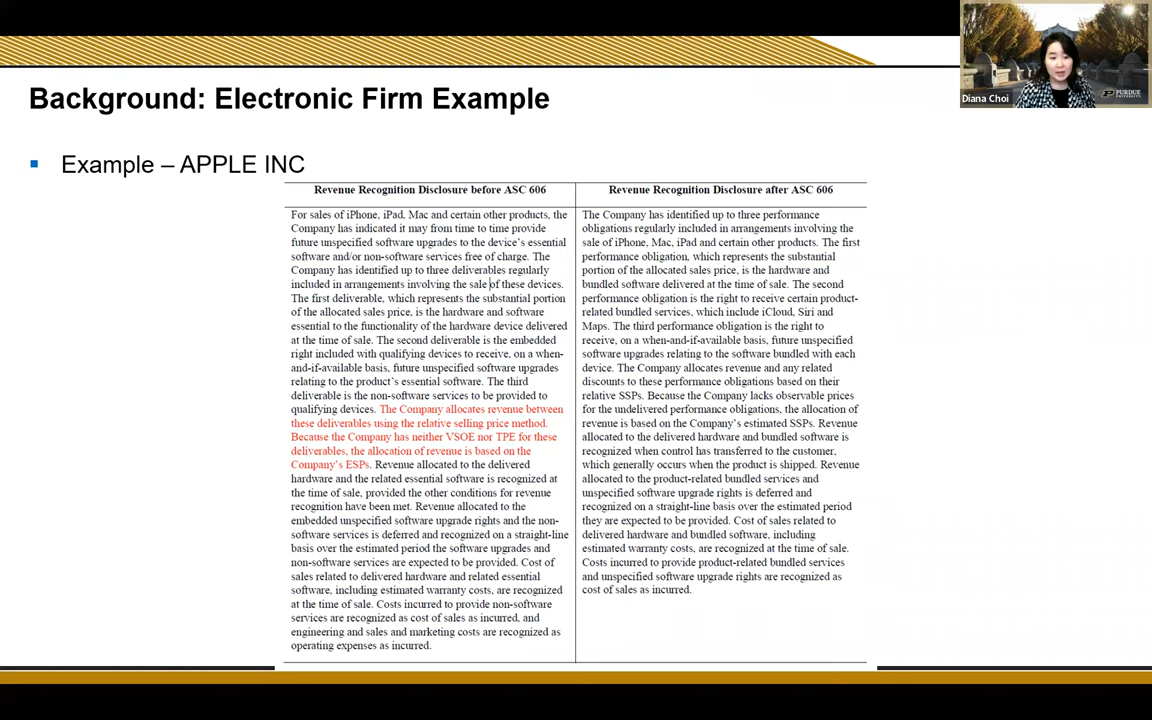 Diana Choi
PURDUE
UNIVERSITY
Background: Electronic Firm Example
Example – APPLE INC
Revenue Recognition Disclosure before ASC 606
For sales of iPhone, iPad, Mac and certain other products, the
Company has indicated it may from time to time provide
future unspecified software upgrades to the device's essential
software and/or non-software services free of charge. The
Company has identified up to three deliverables regularly
included in arrangements involving the sale of these devices.
The first deliverable, which represents the substantial portion
of the allocated sales price, is the hardware and software
essential to the functionality of the hardware device delivered
at the time of sale. The second deliverable is the embedded
right included with qualifying devices to receive, on a when-
and-if-available basis, future unspecified software upgrades
relating to the product's essential software. The third
deliverable is the non-software services to be provided to
qualifying devices. The Company allocates revenue between
these deliverables using the relative selling price method.
Because the Company has neither VSOE nor TPE for these
deliverables, the allocation of revenue is based on the
Company's ESPs. Revenue allocated to the delivered
hardware and the related essential software is recognized at
the time of sale, provided the other conditions for revenue
recognition have been met. Revenue allocated to the
embedded unspecified software upgrade rights and the non-
software services is deferred and recognized on a straight-line
basis over the estimated period the software upgrades and
non-software services are expected to be provided. Cost of
sales related to delivered hardware and related essential
software, including estimated warranty costs, are recognized
at the time of sale. Costs incurred to provide non-software
services are recognized as cost of sales as incurred, and
engineering and sales and marketing costs are recognized as
operating expenses as incurred.
Revenue Recognition Disclosure after ASC 606
The Company has identified up to three performance
obligations regularly included in arrangements involving the
sale of iPhone, Mac, iPad and certain other products. The first
performance obligation, which represents the substantial
portion of the allocated sales price, is the hardware and
bundled software delivered at the time of sale. The second
performance obligation is the right to receive certain product-
related bundled services, which include iCloud, Siri and
Maps. The third performance obligation is the right to
receive, on a when-and-if-available basis, future unspecified
software upgrades relating to the software bundled with each
device. The Company allocates revenue and any related
discounts to these performance obligations based on their
relative SSPs. Because the Company lacks observable prices
for the undelivered performance obligations, the allocation of
revenue is based on the Company's estimated SSPs. Revenue
allocated to the delivered hardware and bundled software is
recognized when control has transferred to the customer,
which generally occurs when the product is shipped. Revenue
allocated to the product-related bundled services and
unspecified software upgrade rights is deferred and
recognized on a straight-line basis over the estimated period
they are expected to be provided. Cost of sales related to
delivered hardware and bundled software, including
estimated warranty costs, are recognized at the time of sale.
Costs incurred to provide product-related bundled services
and unspecified software upgrade rights are recognized as
cost of sales as incurred.